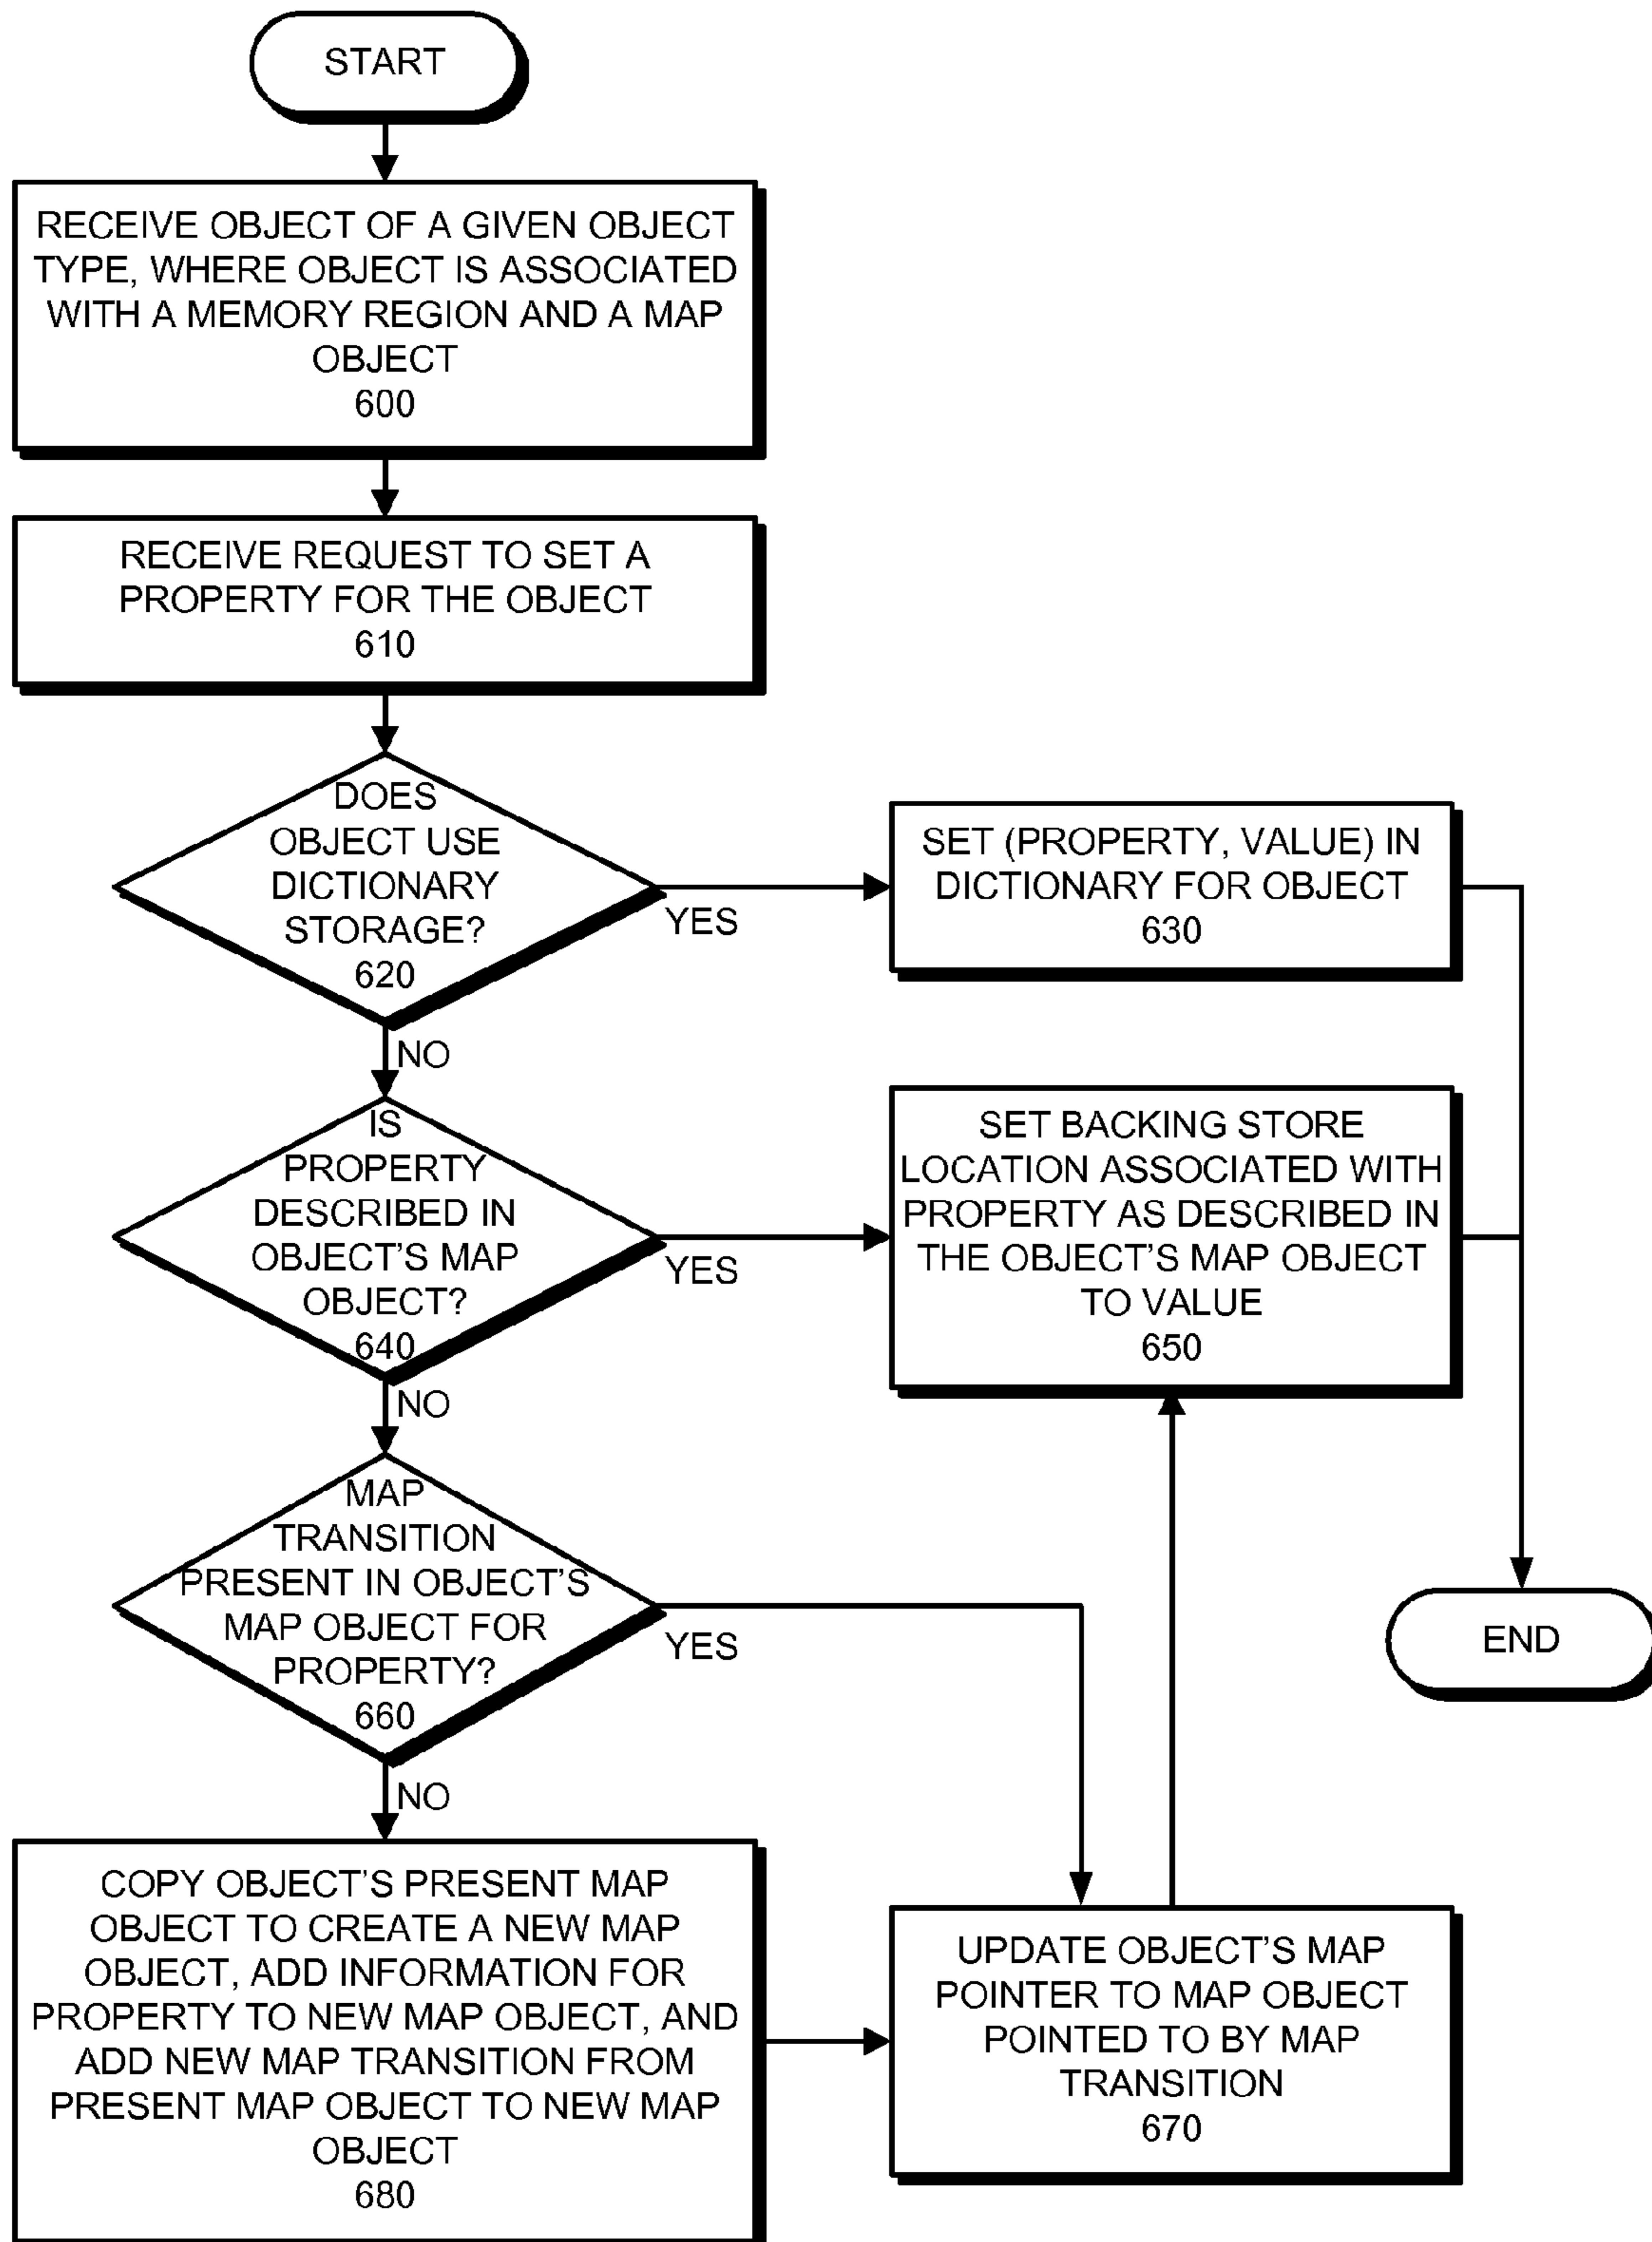 START
RECEIVE OBJECT OF A GIVEN OBJECT
TYPE, WHERE OBJECT IS ASSOCIATED
WITH A MEMORY REGION AND A MAP
OBJECT
600
RECEIVE REQUEST TO SET A
PROPERTY FOR THE OBJECT
610
DOES
OBJECT USE
DICTIONARY
STORAGE?
620
YES
NO
SET (PROPERTY, VALUE) IN
DICTIONARY FOR OBJECT
630
IS
PROPERTY
DESCRIBED IN
OBJECT'S MAP
OBJECT?
640
YES
NO
SET BACKING STORE
LOCATION ASSOCIATED WITH
PROPERTY AS DESCRIBED IN
THE OBJECT'S MAP OBJECT
TO VALUE
650
MAP
TRANSITION
PRESENT IN OBJECT'S
MAP OBJECT FOR
PROPERTY?
660
YES
NO
END
COPY OBJECT'S PRESENT MAP
OBJECT TO CREATE A NEW MAP
OBJECT, ADD INFORMATION FOR
PROPERTY TO NEW MAP OBJECT, AND
ADD NEW MAP TRANSITION FROM
PRESENT MAP OBJECT TO NEW MAP
OBJECT
680
UPDATE OBJECT'S MAP
POINTER TO MAP OBJECT
POINTED TO BY MAP
TRANSITION
670